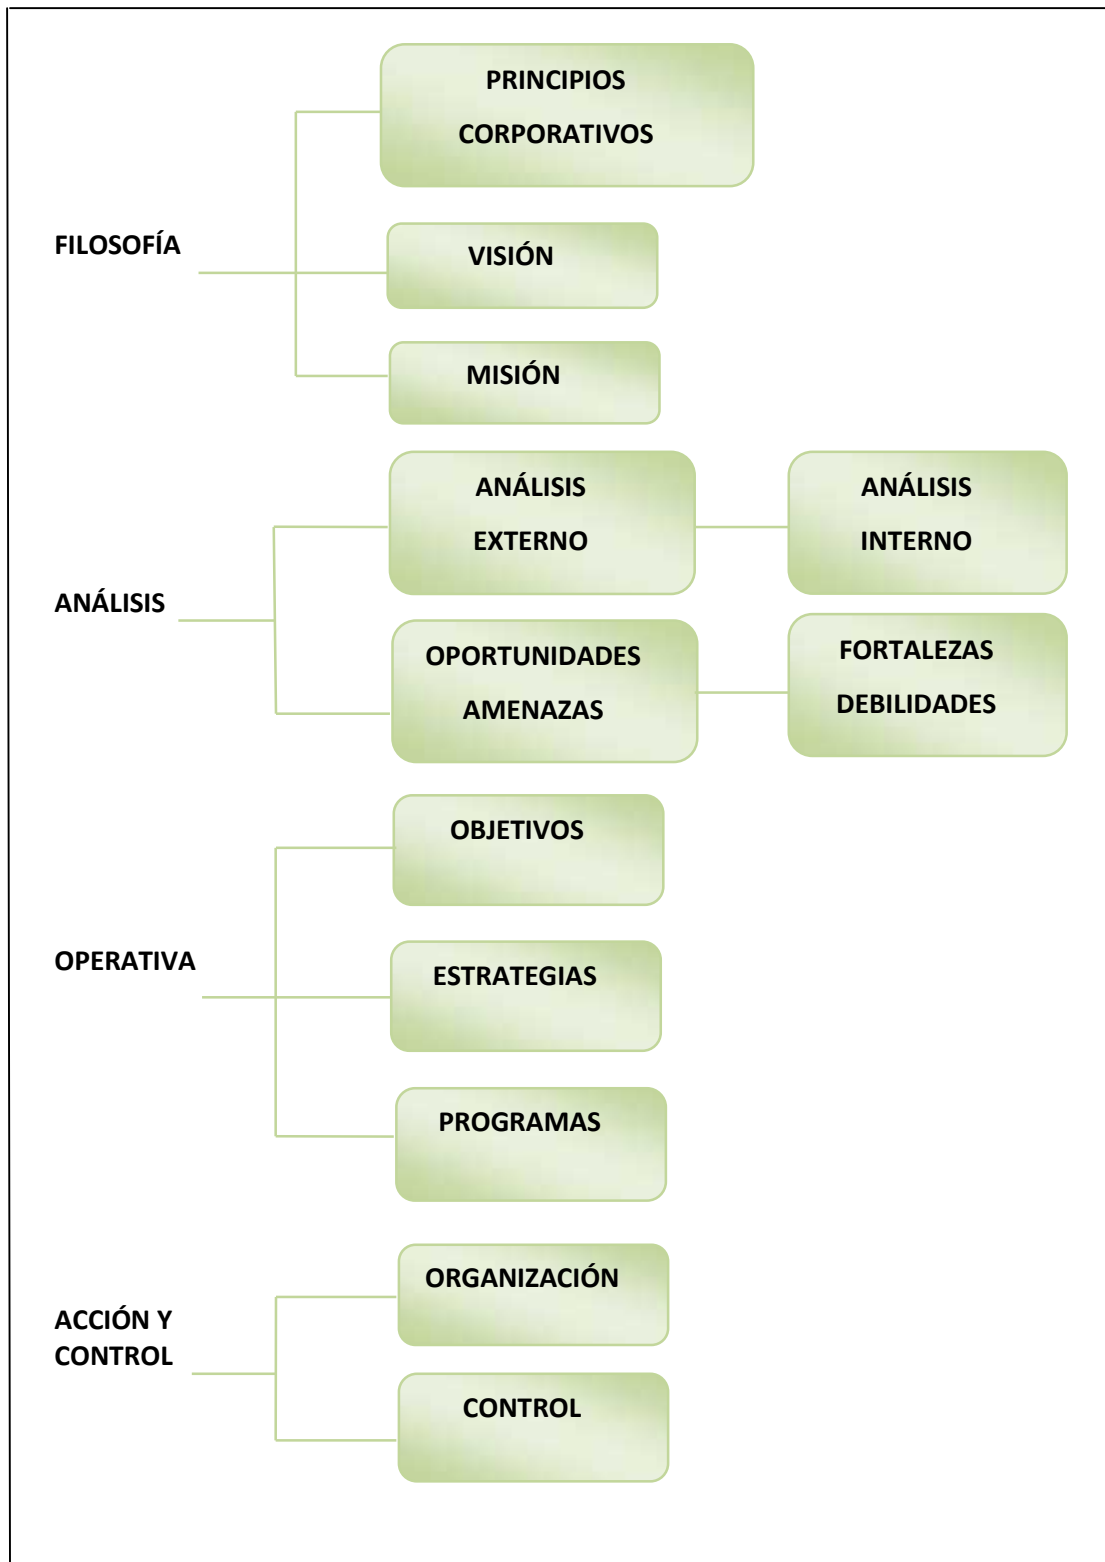 PRINCIPIOS
CORPORATIVOS
FILOSOFÍA
VISIÓN
MISIÓN
ANÁLISIS
EXTERNO
ANÁLISIS
INTERNO
ANÁLISIS
OPORTUNIDADES
AMENAZAS
FORTALEZAS
DEBILIDADES
OBJETIVOS
OPERATIVA
ESTRATEGIAS
PROGRAMAS
ORGANIZACIÓN
ACCIÓN Y
CONTROL
CONTROL